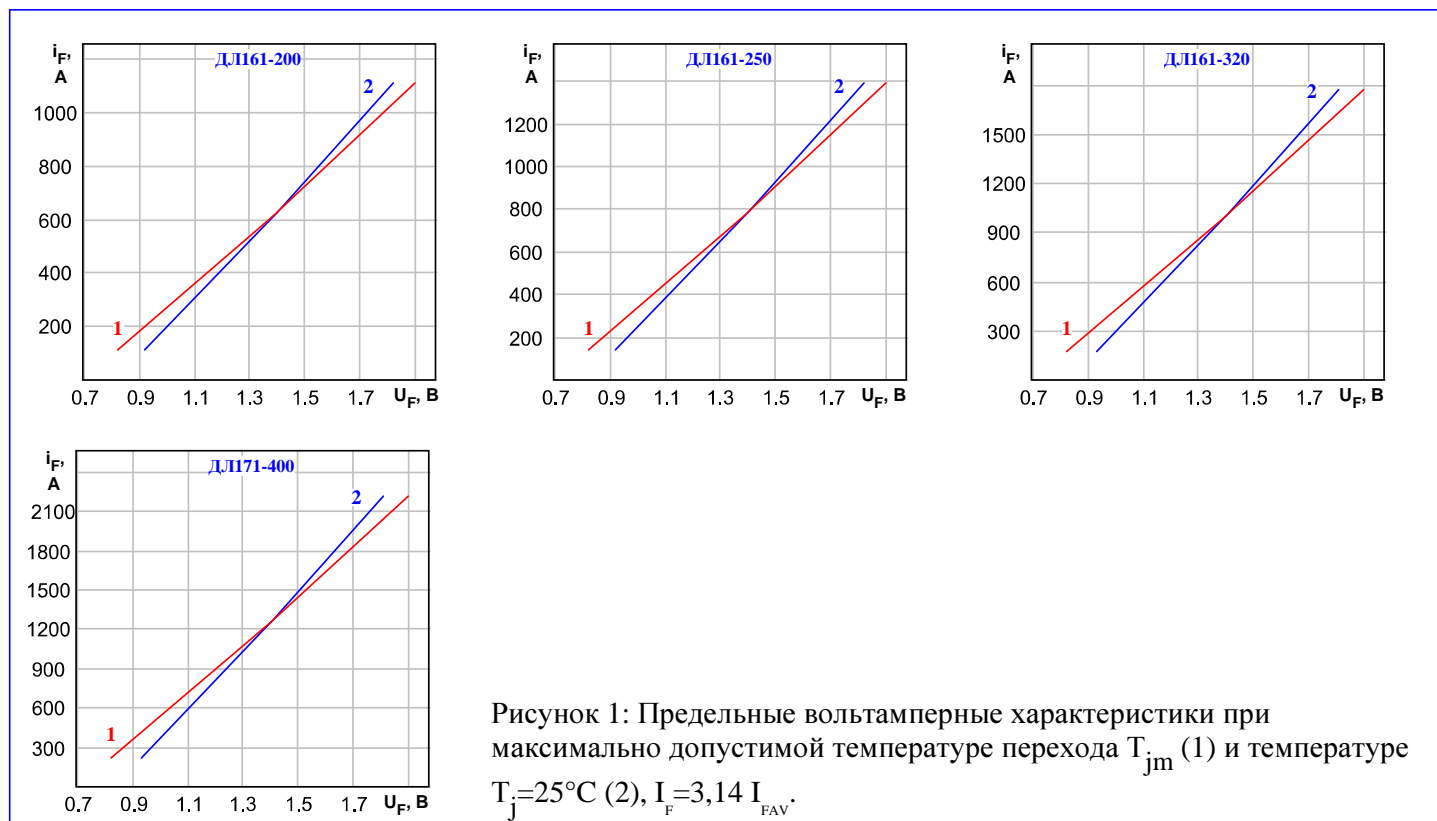 iF, A
ДЛ161-200
2
1000
800
600
400
1
200
0.7 0.9 1.1 1.3 1.5 1.7 UF, В
iF, A
ДЛ161-250
2
1200
1000
800
600
400
1
200
0.7 0.9 1.1 1.3 1.5 1.7 UF, В
iF, A
ДЛ161-320
2
1500
1200
900
600
1
300
0.7 0.9 1.1 1.3 1.5 1.7 UF, В
iF, A
ДЛ171-400
2
2100
1800
1500
1200
900
600
1
300
0.7 0.9 1.1 1.3 1.5 1.7 UF, В
Рисунок 1: Предельные вольтамперные характеристики при
максимально допустимой температуре перехода Tjm (1) и температуре
Tj=25°C (2), IF=3,14 IFAV.